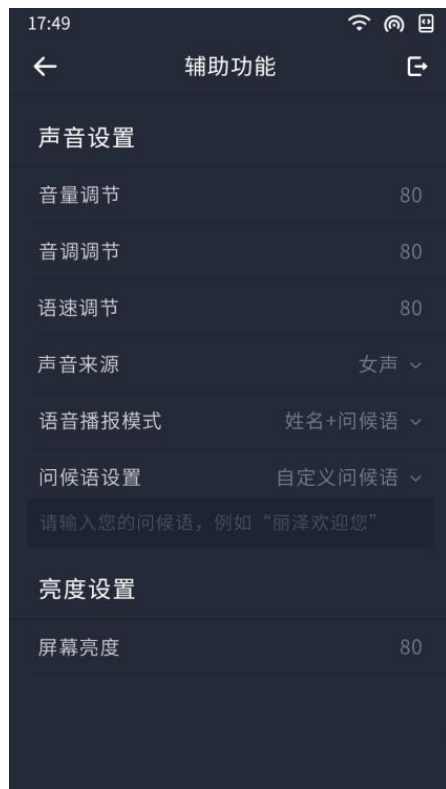 17:49
辅助功能
声音设置
音量调节 80
音调调节 80
语速调节 80
声音来源 女声
语音播报模式 姓名+问候语
问候语设置 自定义问候语
请输入您的问候语，例如“丽泽欢迎您”
亮度设置
屏幕亮度 80